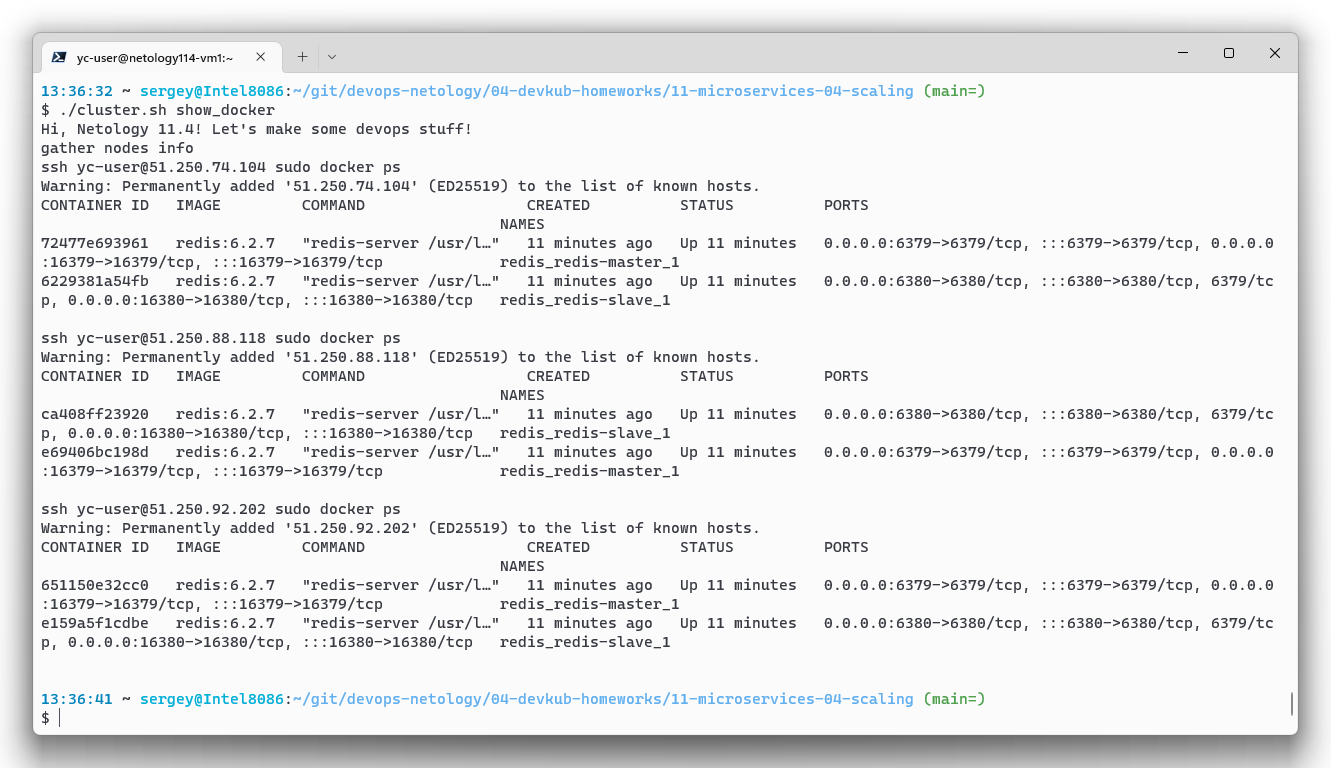 yc-user@netology114-vm1:~
13:36:32 ~ sergey@Intel8086:~/git/devops-netology/04-devkub-homeworks/11-microservices-04-scaling (main=)
$ ./cluster.sh show_docker
Hi, Netology 11.4! Let's make some devops stuff!
gather nodes info
ssh yc-user@51.250.74.104 sudo docker ps
Warning: Permanently added '51.250.74.104' (ED25519) to the list of known hosts.
CONTAINER ID   IMAGE         COMMAND                  CREATED          STATUS          PORTS
                                                   NAMES
72477e693961   redis:6.2.7   "redis-server /usr/l…"   11 minutes ago   Up 11 minutes   0.0.0.0:6379->6379/tcp, :::6379->6379/tcp, 0.0.0.0
:16379->16379/tcp, :::16379->16379/tcp             redis_redis-master_1
6229381a54fb   redis:6.2.7   "redis-server /usr/l…"   11 minutes ago   Up 11 minutes   0.0.0.0:6380->6380/tcp, :::6380->6380/tcp, 6379/tc
p, 0.0.0.0:16380->16380/tcp, :::16380->16380/tcp   redis_redis-slave_1
ssh yc-user@51.250.88.118 sudo docker ps
Warning: Permanently added '51.250.88.118' (ED25519) to the list of known hosts.
CONTAINER ID   IMAGE         COMMAND                  CREATED          STATUS          PORTS
                                                   NAMES
ca408ff23920   redis:6.2.7   "redis-server /usr/l…"   11 minutes ago   Up 11 minutes   0.0.0.0:6380->6380/tcp, :::6380->6380/tcp, 6379/tc
p, 0.0.0.0:16380->16380/tcp, :::16380->16380/tcp   redis_redis-slave_1
e69406bc198d   redis:6.2.7   "redis-server /usr/l…"   11 minutes ago   Up 11 minutes   0.0.0.0:6379->6379/tcp, :::6379->6379/tcp, 0.0.0.0
:16379->16379/tcp, :::16379->16379/tcp             redis_redis-master_1
ssh yc-user@51.250.92.202 sudo docker ps
Warning: Permanently added '51.250.92.202' (ED25519) to the list of known hosts.
CONTAINER ID   IMAGE         COMMAND                  CREATED          STATUS          PORTS
                                                   NAMES
651150e32cc0   redis:6.2.7   "redis-server /usr/l…"   11 minutes ago   Up 11 minutes   0.0.0.0:6379->6379/tcp, :::6379->6379/tcp, 0.0.0.0
:16379->16379/tcp, :::16379->16379/tcp             redis_redis-master_1
e159a5f1cdbe   redis:6.2.7   "redis-server /usr/l…"   11 minutes ago   Up 11 minutes   0.0.0.0:6380->6380/tcp, :::6380->6380/tcp, 6379/tc
p, 0.0.0.0:16380->16380/tcp, :::16380->16380/tcp   redis_redis-slave_1
13:36:41 ~ sergey@Intel8086:~/git/devops-netology/04-devkub-homeworks/11-microservices-04-scaling (main=)
$